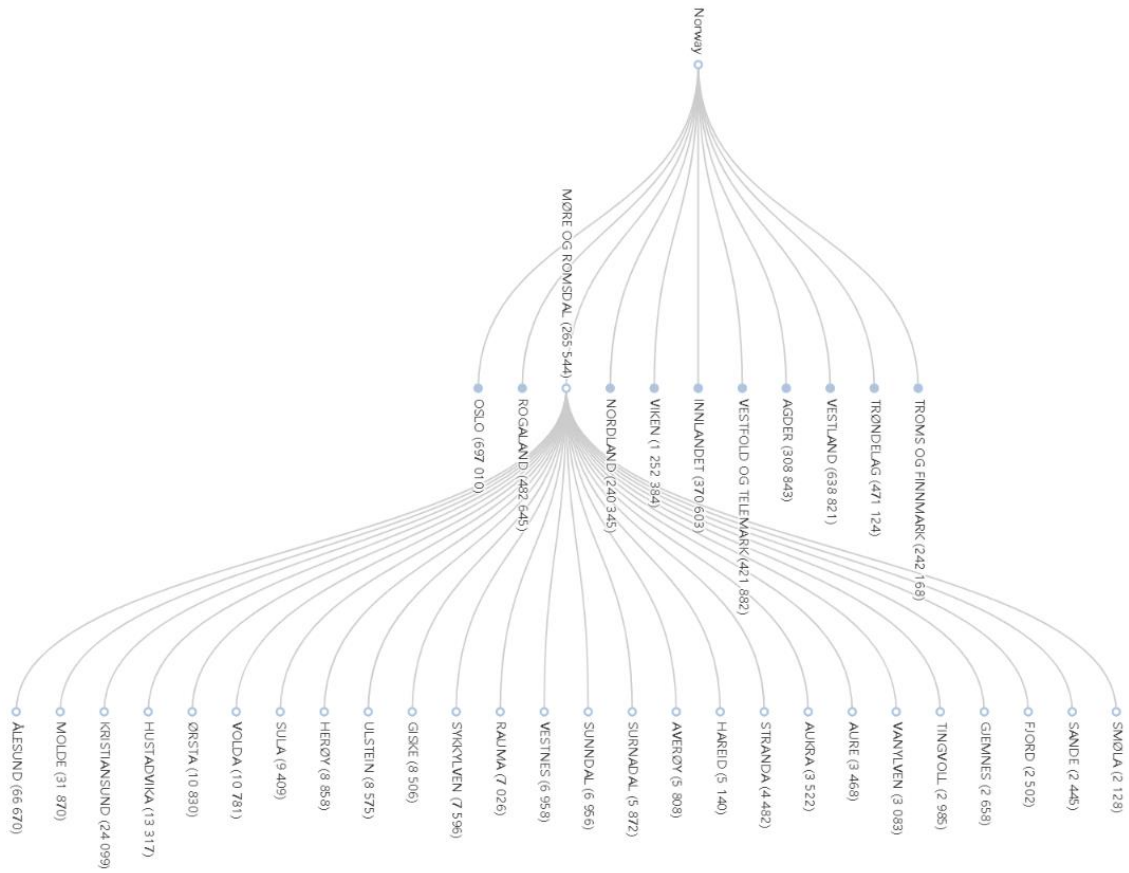 Norway
MØRE OG ROMSDAL (265 544)
OSLO (697 010)
ROGALAND (482 645)
NORDLAND (240 345)
VIKEN (1 252 384)
INNLANDET (370 603)
VESTFOLD OG TELEMARK (421 882)
AGDER (308 843)
VESTLAND (638 821)
TRØNDELAG (471 124)
TROMS OG FINNMARK (242 168)
ÅLESUND (66 670)
MOLDE (31 870)
KRISTIANSUND (24 099)
HUSTADVIKA (13 317)
ØRSTA (10 830)
VOLDA (10 781)
SULA (9 409)
HERØY (8 858)
ULSTEIN (8 575)
GISKE (8 506)
SYKKYLVEN (7 596)
RAUMA (7 026)
VESTNES (6 958)
SUNNDAL (6 956)
SURNADAL (5 872)
AVERØY (5 808)
HAREID (5 140)
STRANDA (4 482)
AUKRA (3 522)
AURE (3 468)
VANYLVEN (3 083)
TINGVOLL (2 985)
GJEMNES (2 658)
FJORD (2 502)
SANDE (2 445)
SMØLA (2 128)